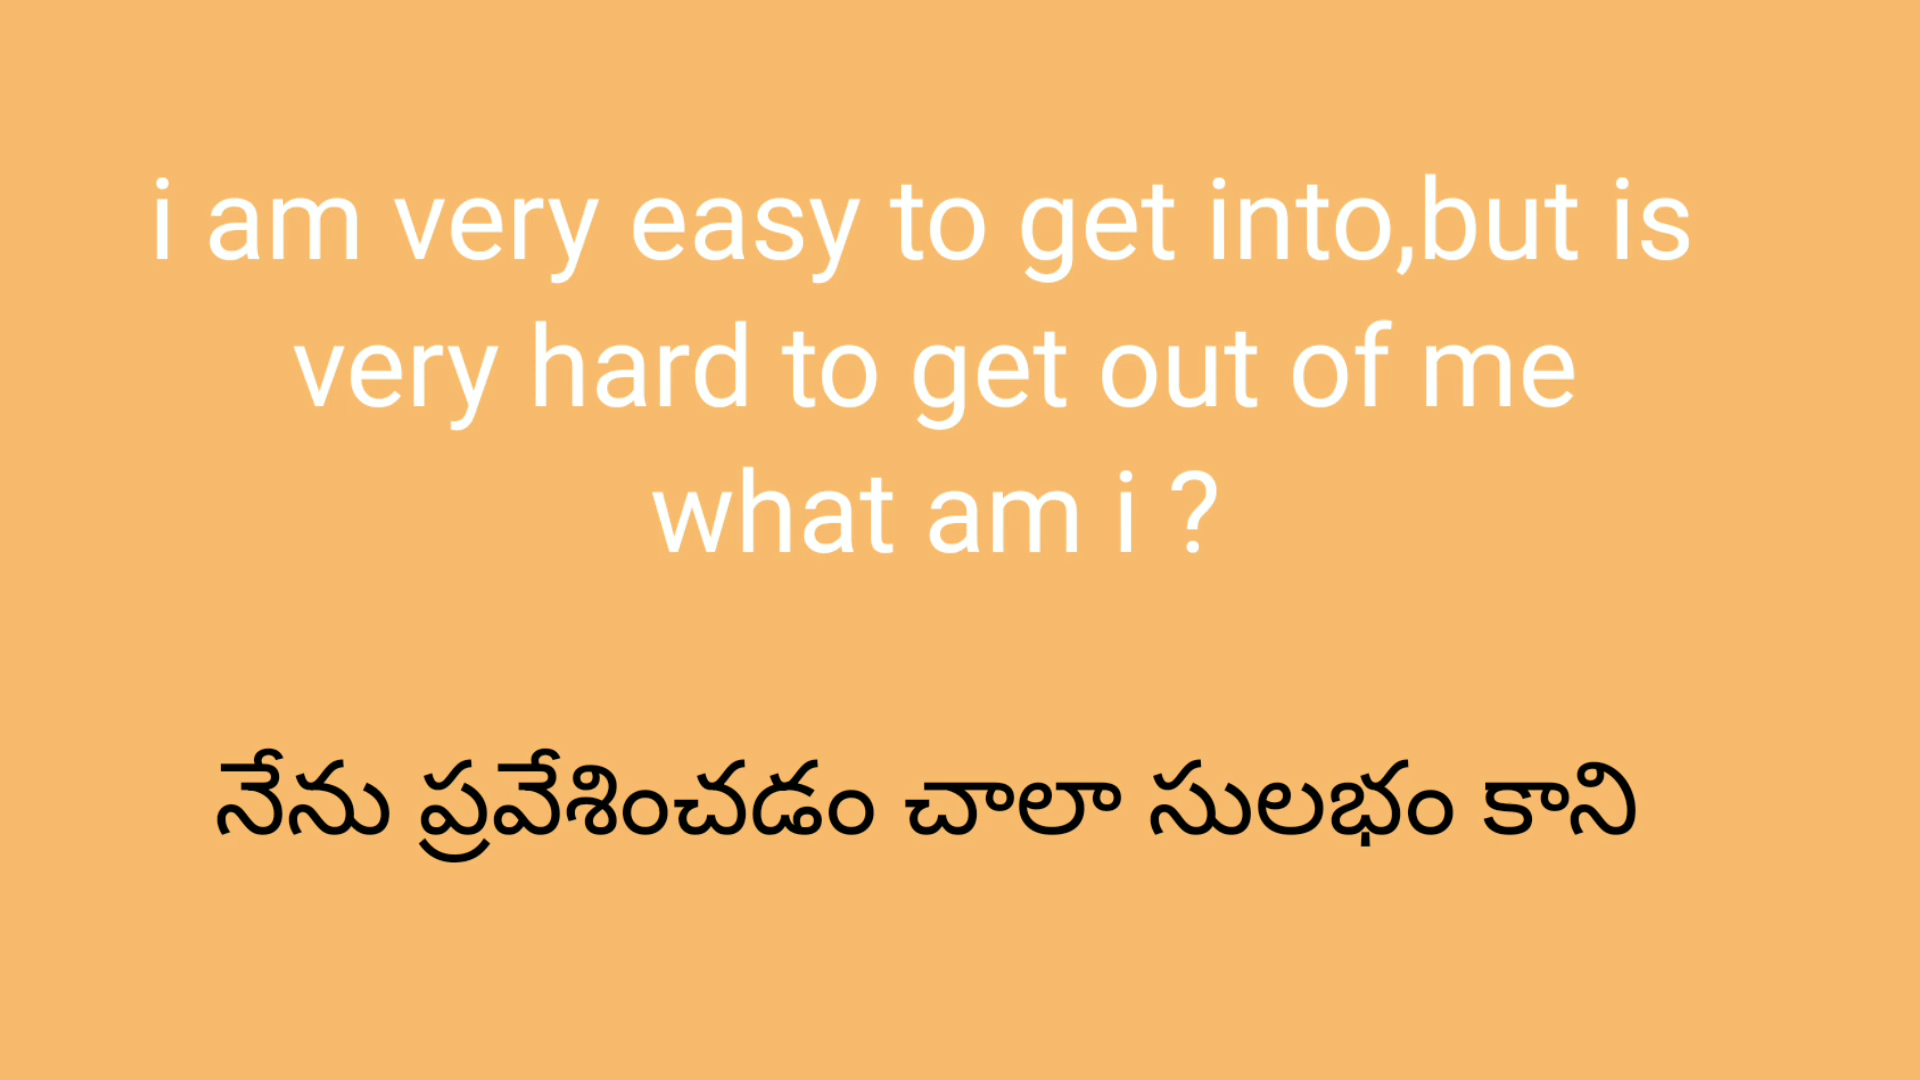 i am very easy to get into,but is
very hard to get out of me
what am i ?
నేను ప్రవేశించడం చాలా సులభం కాని